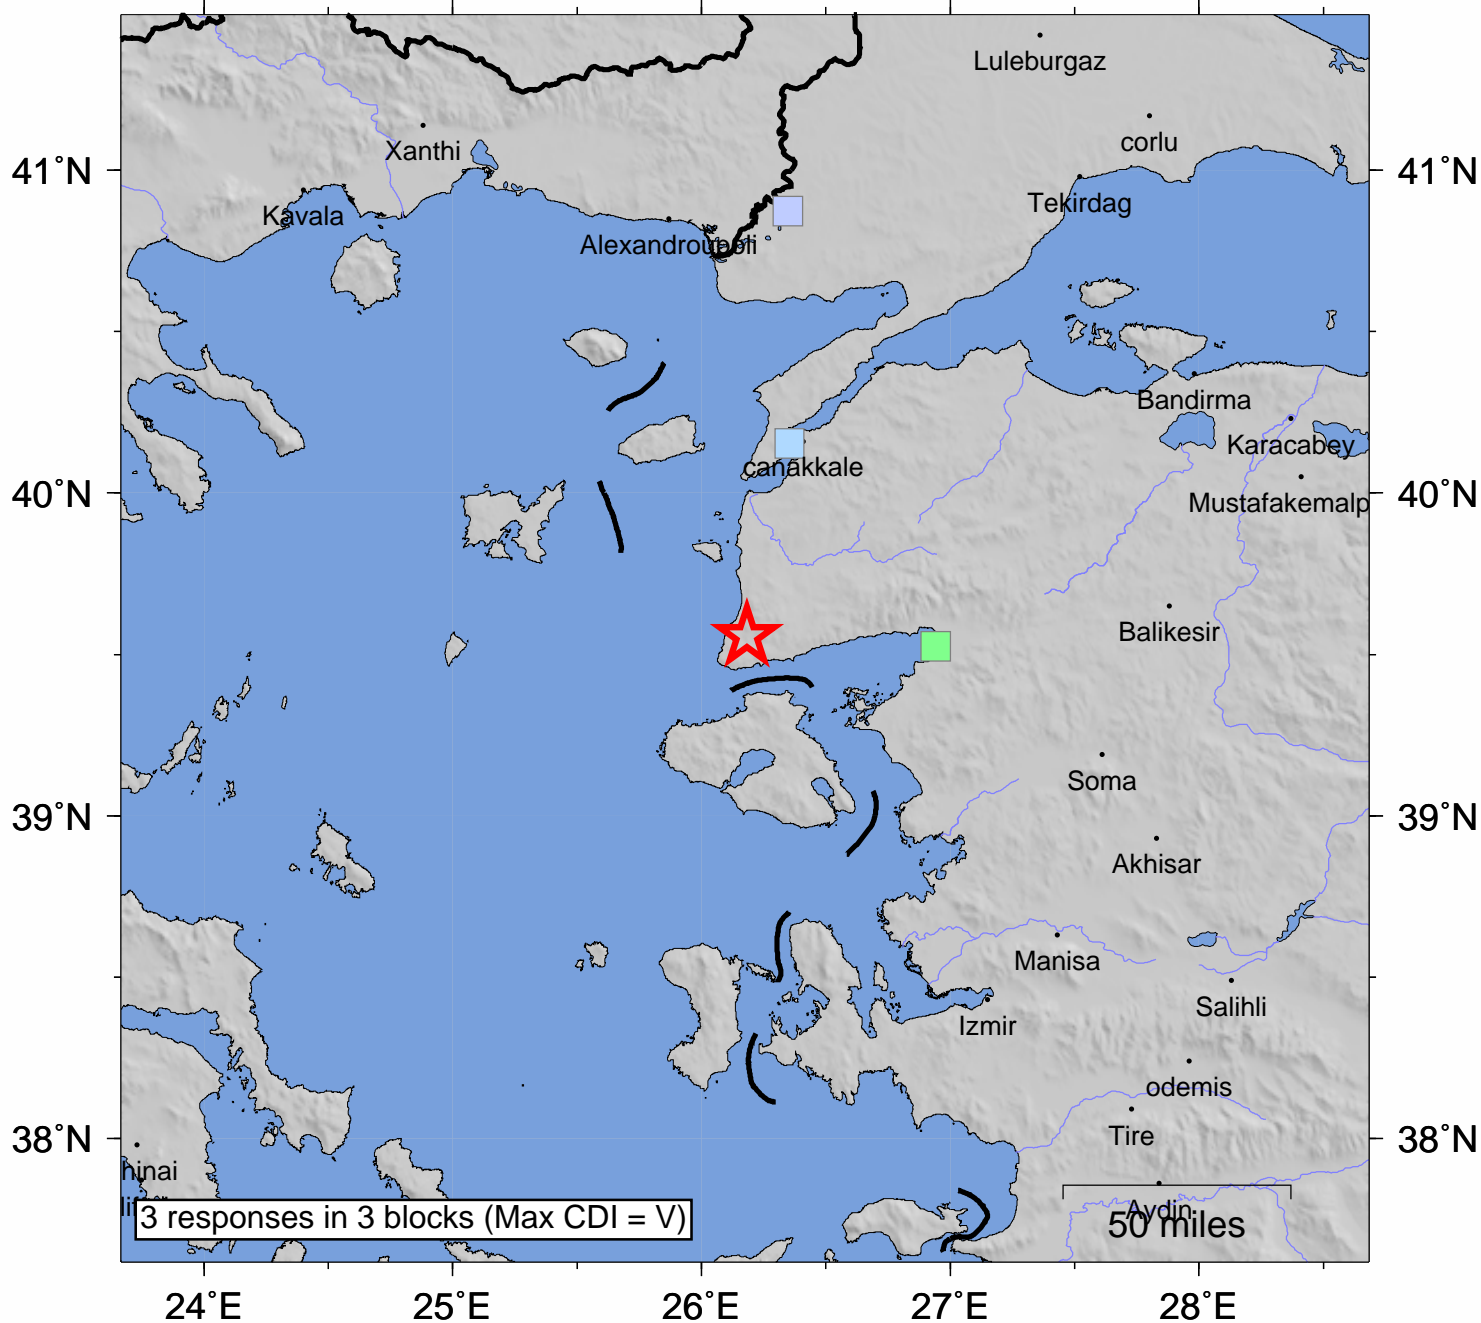 Luleburgaz
corlu
Xanthi
41°N
41°N
Tekirdag
Kavala
Alexandroupoli
Bandirma
Karacabey
canakkale
40°N
40°N
Mustafakemalp
Balikesir
Soma
39°N
39°N
Akhisar
Manisa
Salihli
Izmir
odemis
38°N
38°N
Tire
hinai
Aydin
3 responses in 3 blocks (Max CDI = V)
50 miles
24°E
25°E
26°E
27°E
28°E